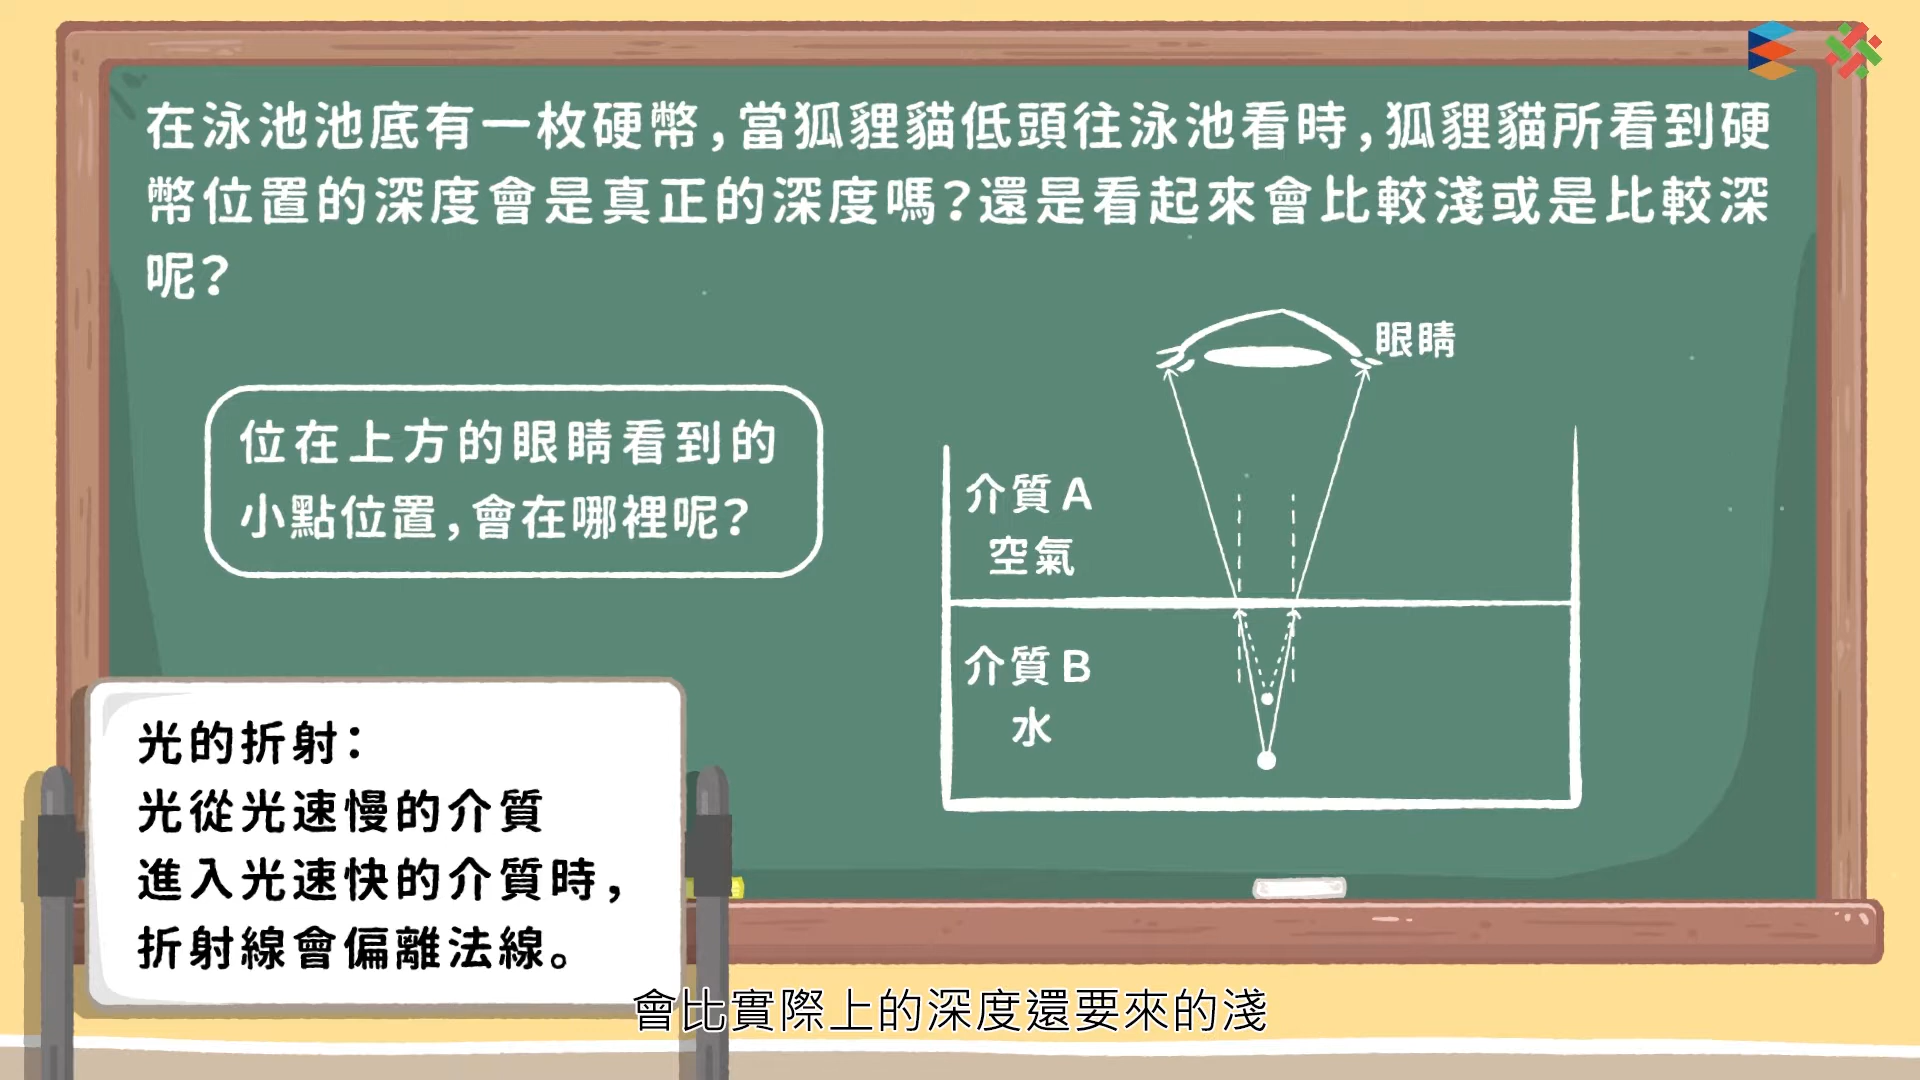 在泳池池底有一枚硬幣,當狐貍貓低頭往泳池看時,狐貍貓所看到硬
幣位置的深度會是真正的深度嗎?還是看起來會比較淺或是比較深
呢?
眼睛
位在上方的眼睛看到的
小點位置,會在哪裡呢?
介質A
空氣
介質B
水
光的折射:
光從光速慢的介質
進入光速快的介質時,
折射線會偏離法線。
會比實際上的深度還要來的淺